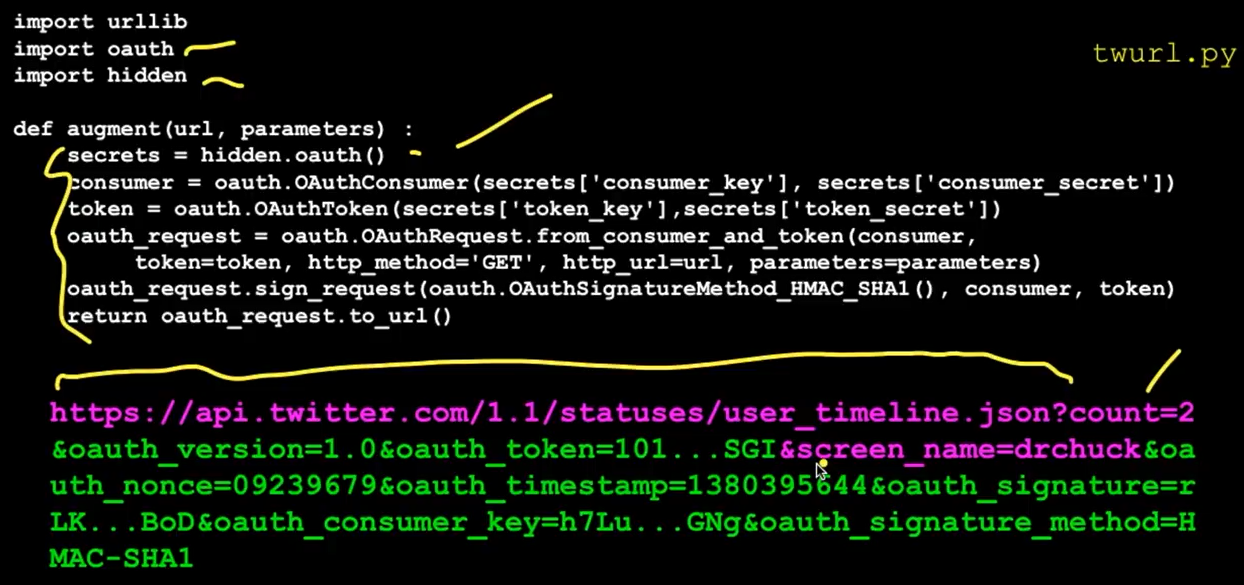 import urllib
import oauth
import hidden
twurl.py
def augment(url, parameters) :
    secrets = hidden.oauth()
    consumer = oauth.OAuthConsumer(secrets['consumer_key'], secrets['consumer_secret'])
    token = oauth.OAuthToken(secrets['token_key'],secrets['token_secret'])
    oauth_request = oauth.OAuthRequest.from_consumer_and_token(consumer,
         token=token, http_method='GET', http_url=url, parameters=parameters)
    oauth_request.sign_request(oauth.OAuthSignatureMethod_HMAC_SHA1(), consumer, token)
    return oauth_request.to_url()
https://api.twitter.com/1.1/statuses/user_timeline.json?count=2
&oauth_version=1.0&oauth_token=101...SGI&screen_name=drchuck&oa
uth_nonce=09239679&oauth_timestamp=1380395644&oauth_signature=r
LK...BoD&oauth_consumer_key=h7Lu...GNg&oauth_signature_method=H
MAC-SHA1